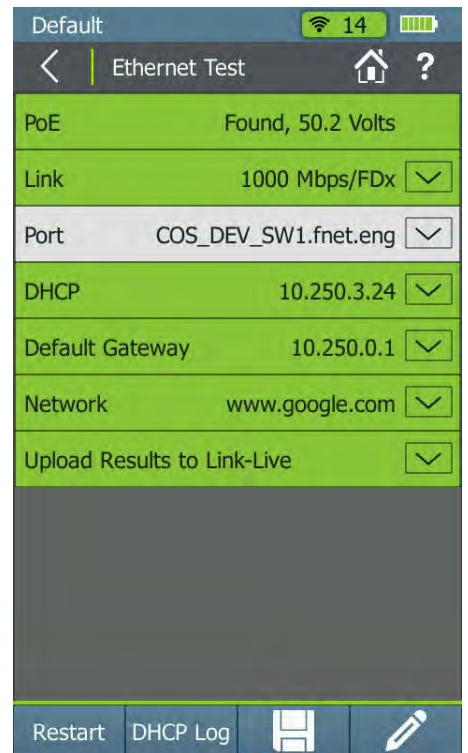 Default 14
Ethernet Test ?
PoE Found, 50.2 Volts
Link 1000 Mbps/FDx
Port COS_DEV_SW1.fnet.eng
DHCP 10.250.3.24
Default Gateway 10.250.0.1
Network www.google.com
Upload Results to Link-Live
Restart DHCP Log